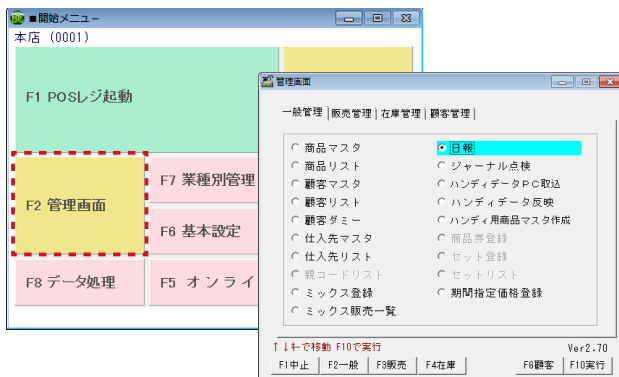 ■開始メニュー
本店 (0001)
F1 POSレジ起動
F2 管理画面
F7 業種別管理
F6 基本設定
F8 データ処理
F5 オンライ
管理画面
一般管理 販売管理 在庫管理 顧客管理
商品マスタ
商品リスト
顧客マスタ
顧客リスト
顧客ダミー
仕入先マスタ
仕入先リスト
親コードリスト
ミックス登録
ミックス販売一覧
日報
ジャーナル点検
ハンディデータPC取込
ハンディデータ反映
ハンディ用商品マスタ作成
商品券登録
セット登録
セットリスト
期間指定価格登録
↑↓キーで移動 F10で実行
Ver2.70
F1中止 F2一般 F3販売 F4在庫 F6顧客 F10実行